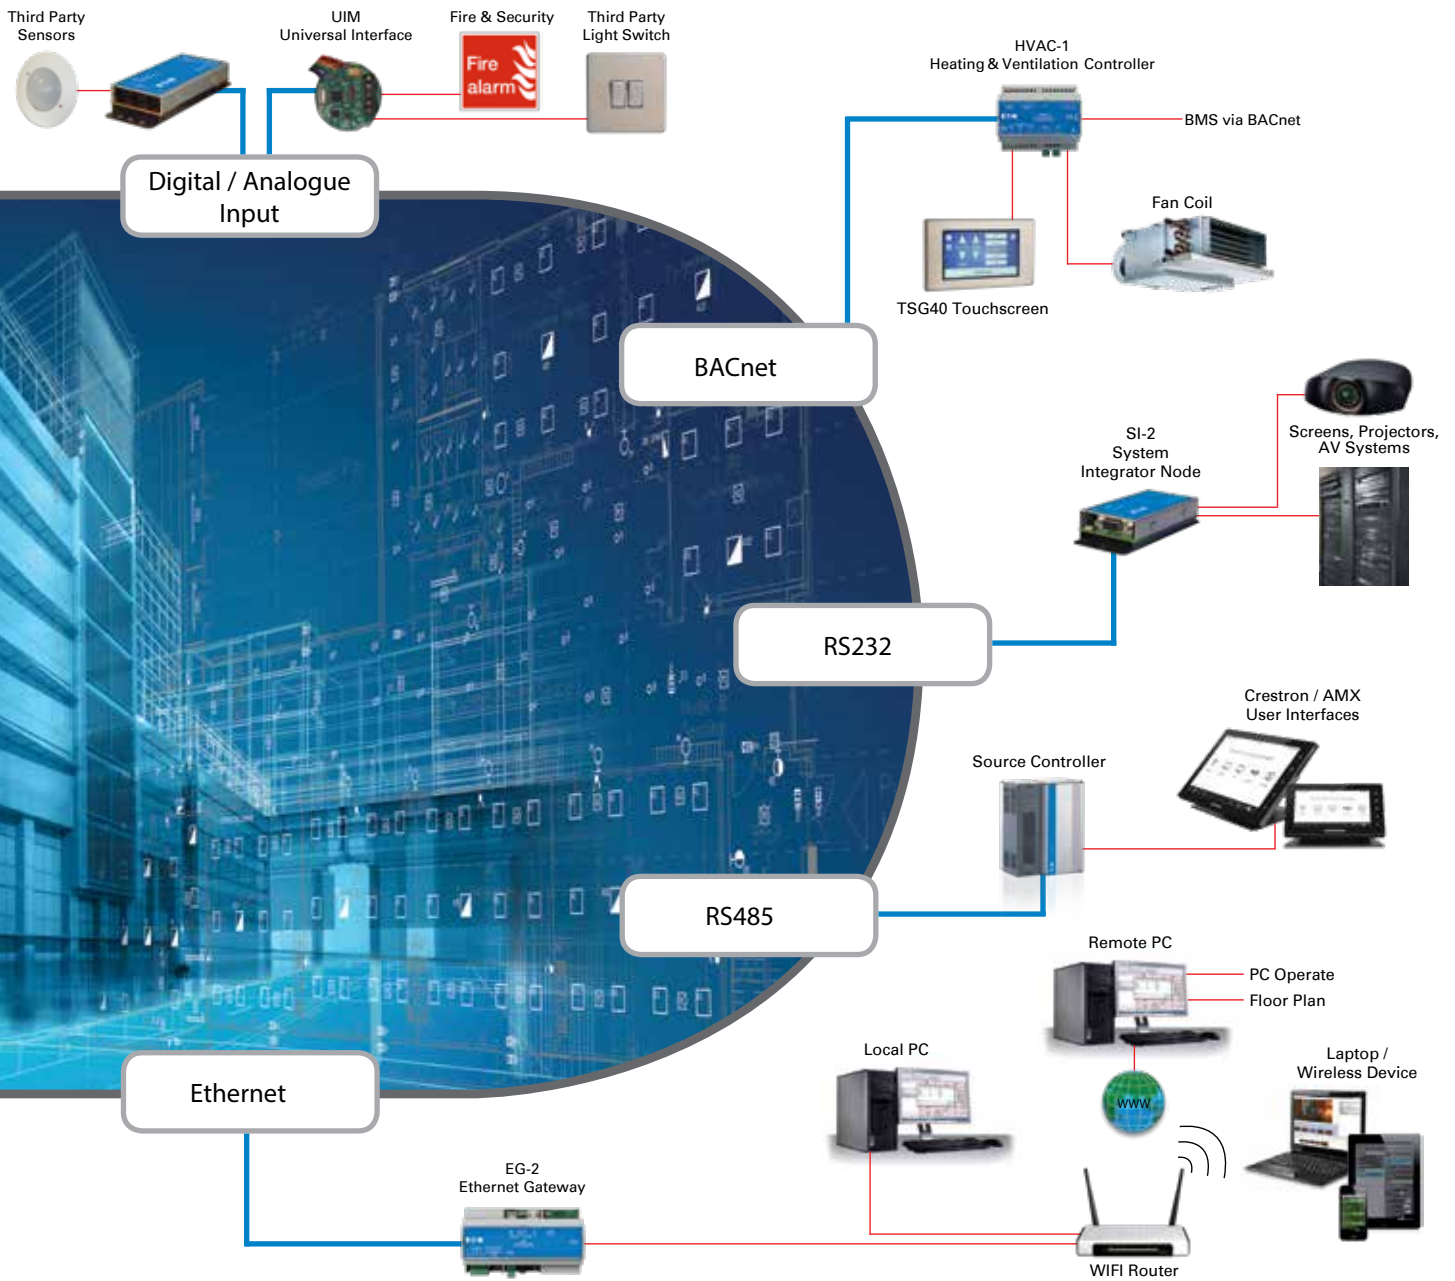 Third Party
Sensors
UIM
Universal Interface
Fire & Security
Third Party
Light Switch
Fire
alarm
Digital / Analogue
Input
HVAC-1
Heating & Ventilation Controller
BMS via BACnet
Fan Coil
TSG40 Touchscreen
BACnet
SI-2
System
Integrator Node
Screens, Projectors,
AV Systems
RS232
Crestron / AMX
User Interfaces
Source Controller
RS485
Remote PC
PC Operate
Floor Plan
Local PC
Laptop /
Wireless Device
www
Ethernet
EG-2
Ethernet Gateway
WIFI Router